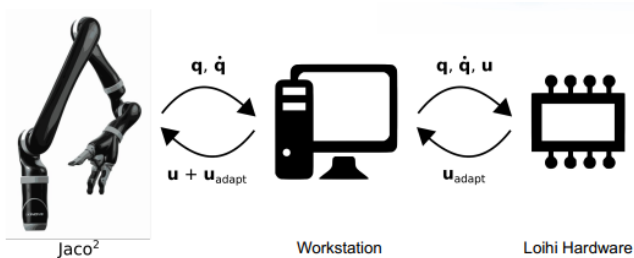 q, q̇
q, q̇, u
u + u_adapt
u_adapt
Jaco²
Workstation
Loihi Hardware